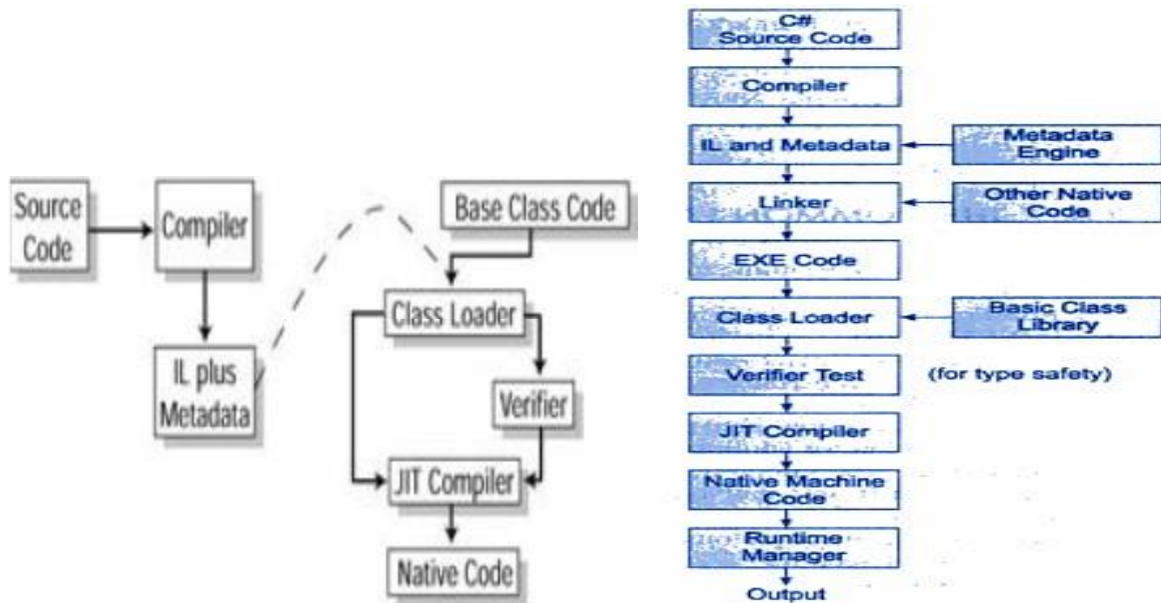 Source
Code
Compiler
IL plus
Metadata
Base Class Code
Class Loader
Verifier
JIT Compiler
Native Code
C#
Source Code
Compiler
IL and Metadata
Metadata
Engine
Linker
Other Native
Code
EXE Code
Class Loader
Basic Class
Library
Verifier Test
(for type safety)
JIT Compiler
Native Machine
Code
Runtime
Manager
Output